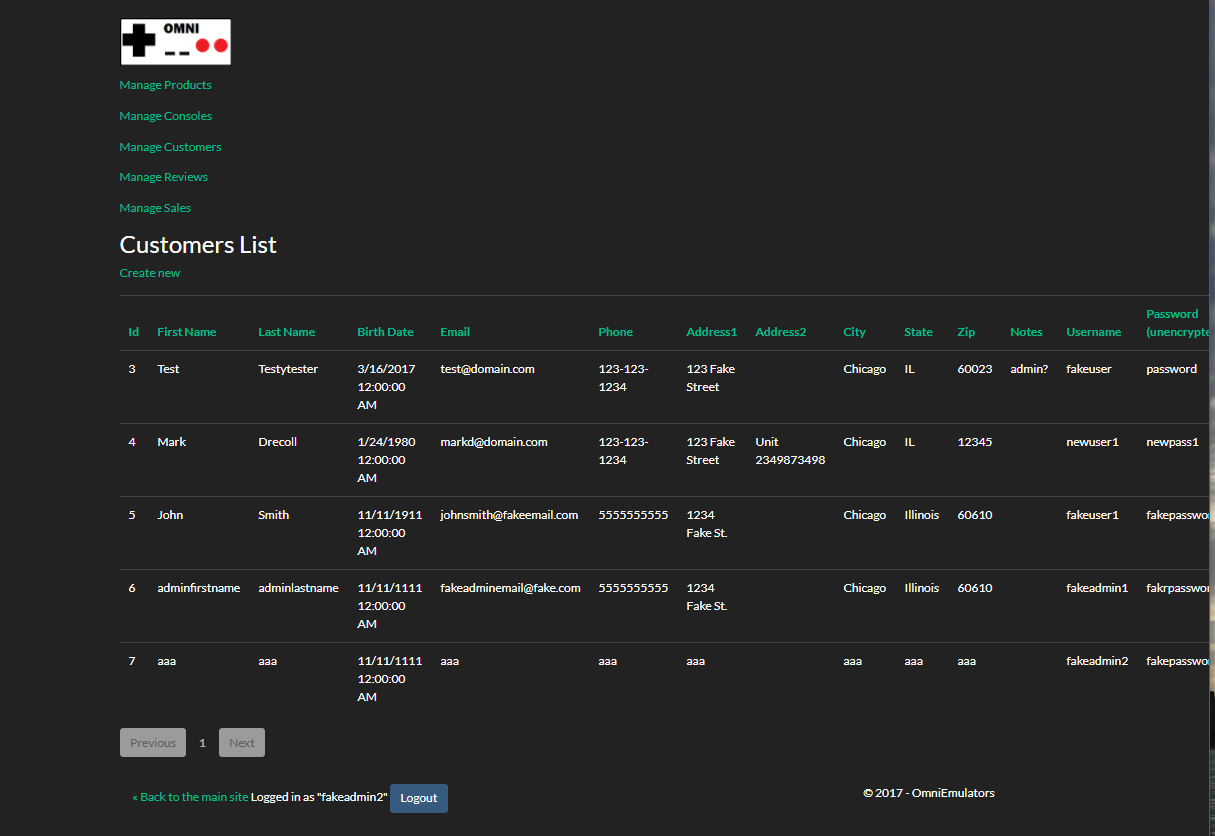 OMNI
Manage Products
Manage Consoles
Manage Customers
Manage Reviews
Manage Sales
Customers List
Create new
Id First Name Last Name Birth Date Email Phone Address1 Address2 City State Zip Notes Username Password (unencrypte
3 Test Testytester 3/16/2017 12:00:00 AM test@domain.com 123-123-1234 123 Fake Street Chicago IL 60023 admin? fakeuser password
4 Mark Drecoll 1/24/1980 12:00:00 AM markd@domain.com 123-123-1234 123 Fake Street Unit 2349873498 Chicago IL 12345 newuser1 newpass1
5 John Smith 11/11/1911 12:00:00 AM johnsmith@fakeemail.com 5555555555 1234 Fake St. Chicago Illinois 60610 fakeuser1 fakepasswo
6 adminfirstname adminlastname 11/11/1111 12:00:00 AM fakeadminemail@fake.com 5555555555 1234 Fake St. Chicago Illinois 60610 fakeadmin1 fakrpasswo
7 aaa aaa 11/11/1111 12:00:00 AM aaa aaa aaa aaa aaa aaa fakeadmin2 fakepasswo
Previous 1 Next
« Back to the main site Logged in as "fakeadmin2" Logout © 2017 - OmniEmulators